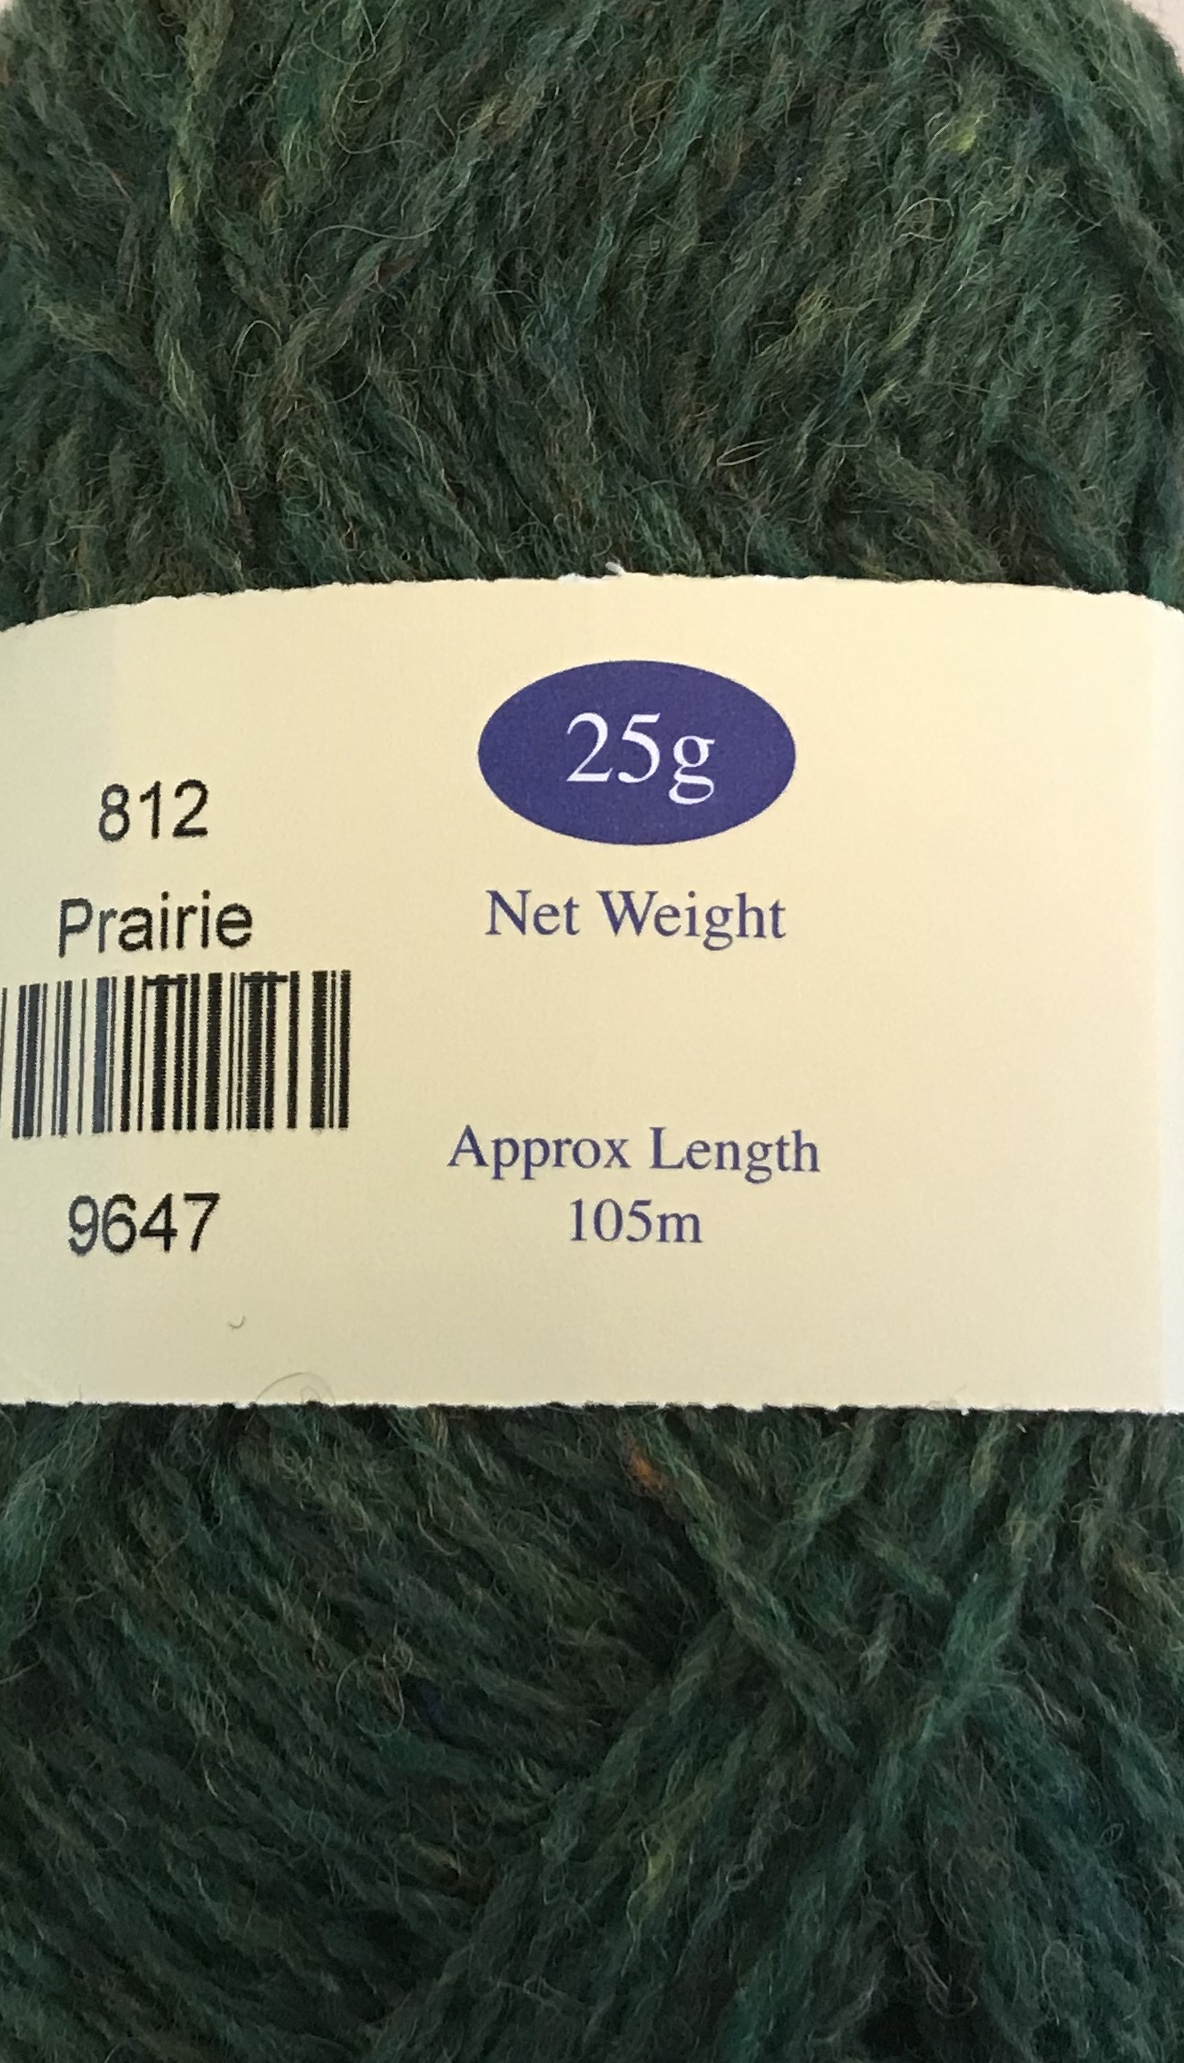 812
Prairie
9647
25g
Net Weight
Approx Length
105m